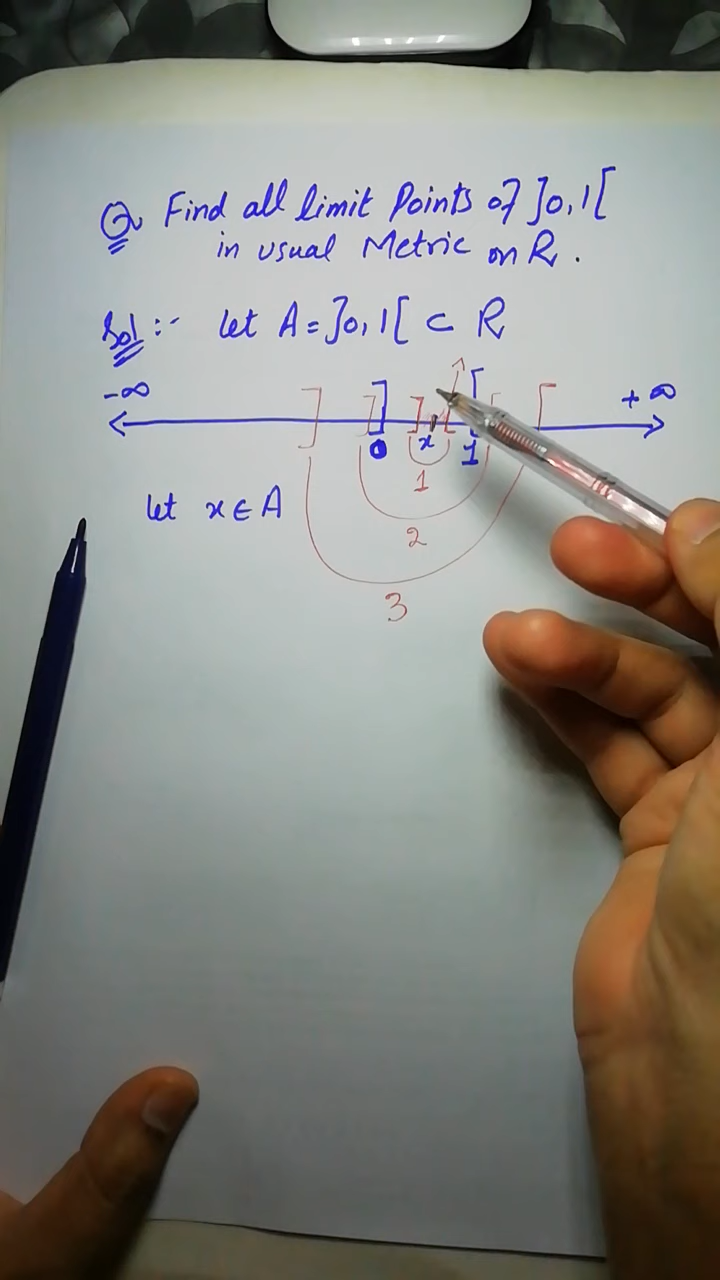 Q Find all limit Points of ]0,1[
in usual Metric on R.
Sol :- let A = ]0,1[ ⊂ R
-∞ ] ] ] [ [ [ [ +∞
0 x 1
let x ∈ A
1
2
3